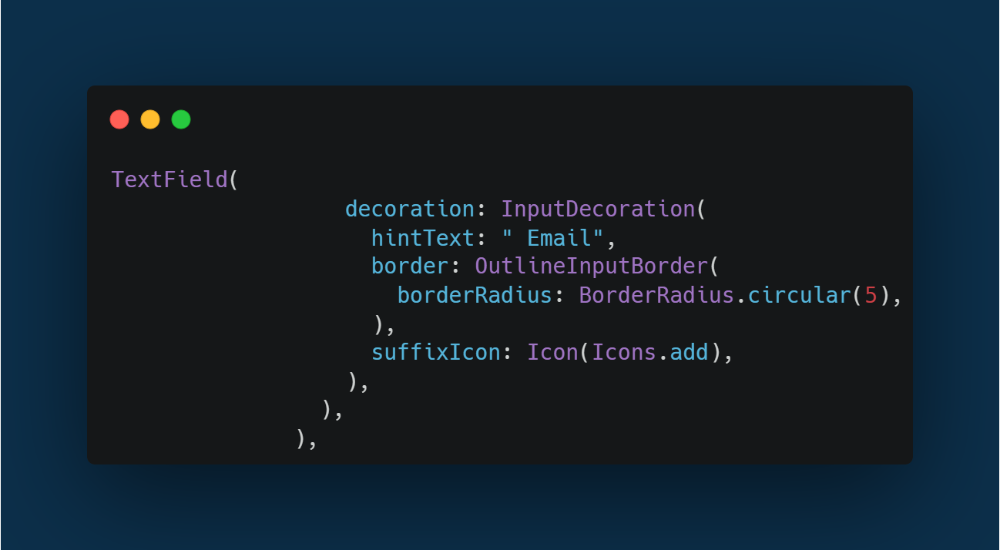 TextField(
                  decoration: InputDecoration(
                    hintText: " Email",
                    border: OutlineInputBorder(
                      borderRadius: BorderRadius.circular(5),
                    ),
                    suffixIcon: Icon(Icons.add),
                  ),
                ),
              ),